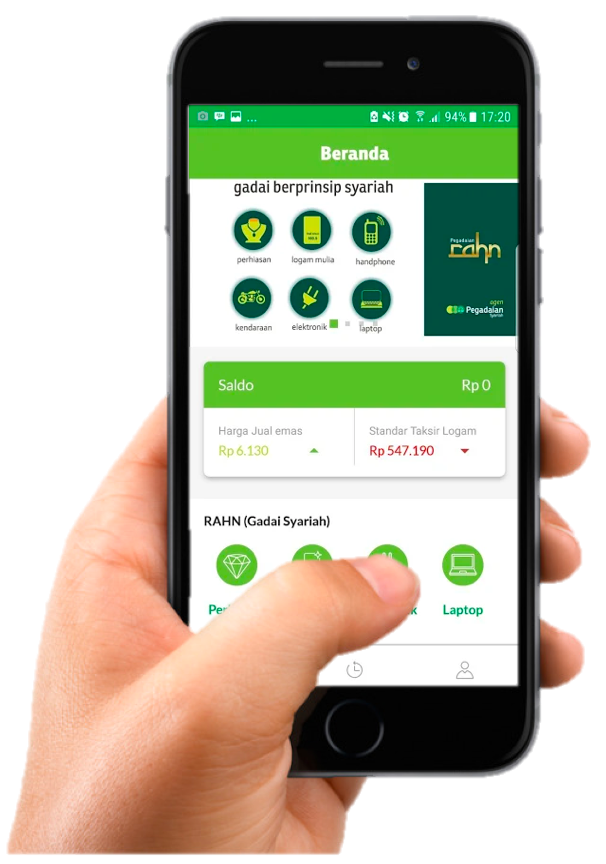 ... 94% 17:20
Beranda
gadai berprinsip syariah
perhiasan logam mulia handphone
kendaraan elektronik laptop
Pegadaian
rahn
agen
Pegadaian
Syariah
Saldo Rp 0
Harga Jual emas Standar Taksir Logam
Rp 6.130 Rp 547.190
RAHN (Gadai Syariah)
Laptop